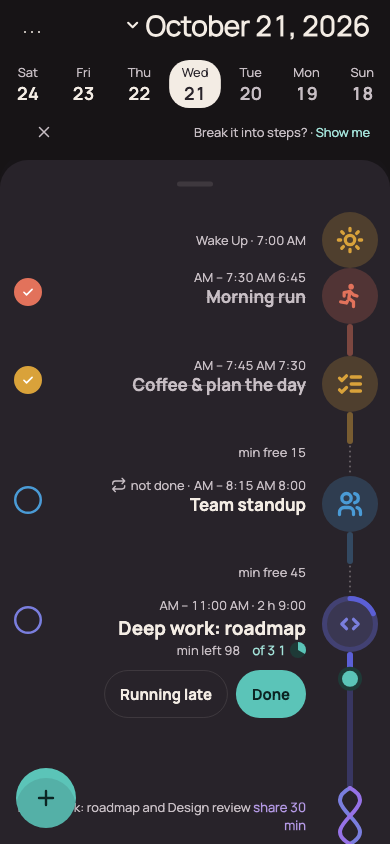 ...
October 21, 2026
Sat Fri Thu Wed Tue Mon Sun
24 23 22 21 20 19 18
Break it into steps? · Show me
Wake Up · 7:00 AM
AM – 7:30 AM 6:45
Morning run
AM – 7:45 AM 7:30
Coffee & plan the day
min free 15
not done · AM – 8:15 AM 8:00
Team standup
min free 45
AM – 11:00 AM · 2 h 9:00
Deep work: roadmap
min left 98 of 3 1
Running late Done
k: roadmap and Design review share 30
min